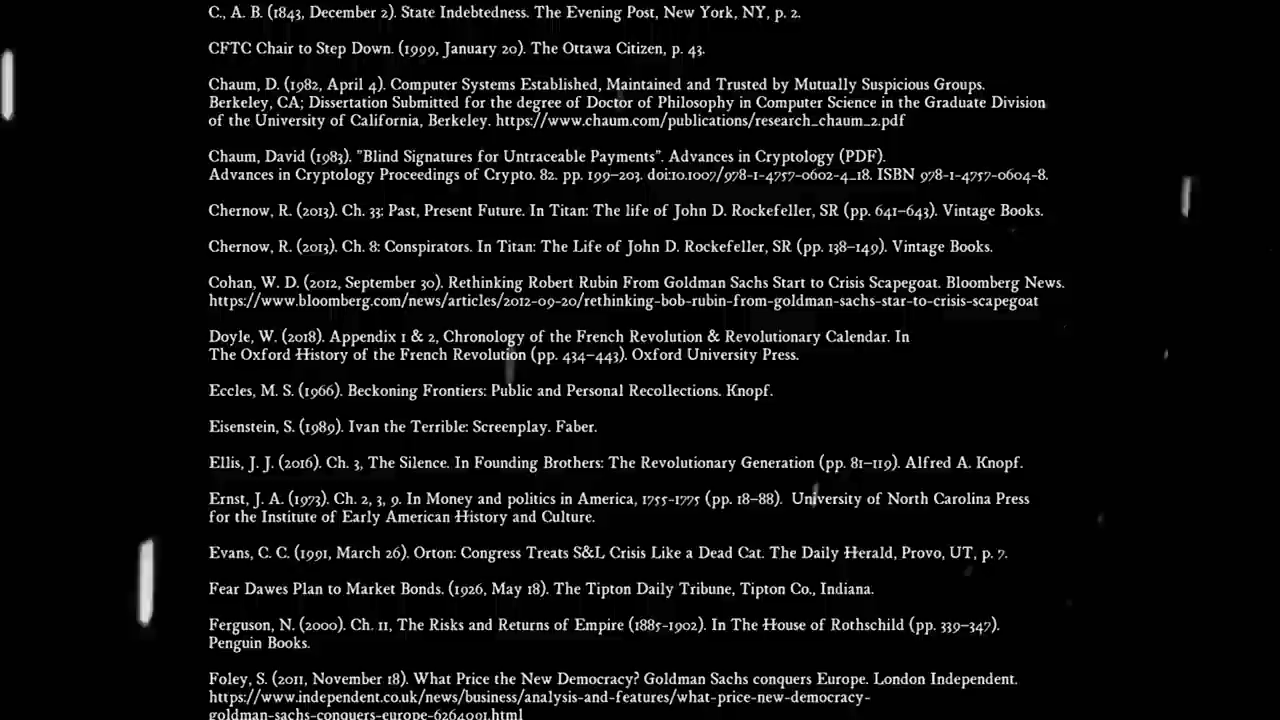 C., A. B. (1843, December 2). State Indebtedness. The Evening Post, New York, NY, p. 2.
CFTC Chair to Step Down. (1999, January 20). The Ottawa Citizen, p. 43.
Chaum, D. (1982, April 4). Computer Systems Established, Maintained and Trusted by Mutually Suspicious Groups.
Berkeley, CA; Dissertation Submitted for the degree of Doctor of Philosophy in Computer Science in the Graduate Division
of the University of California, Berkeley. https://www.chaum.com/publications/research_chaum_2.pdf
Chaum, David (1983). "Blind Signatures for Untraceable Payments". Advances in Cryptology (PDF).
Advances in Cryptology Proceedings of Crypto. 82. pp. 199–203. doi:10.1007/978-1-4757-0602-4_18. ISBN 978-1-4757-0604-8.
Chernow, R. (2013). Ch. 33: Past, Present Future. In Titan: The life of John D. Rockefeller, SR (pp. 641–643). Vintage Books.
Chernow, R. (2013). Ch. 8: Conspirators. In Titan: The Life of John D. Rockefeller, SR (pp. 138–149). Vintage Books.
Cohan, W. D. (2012, September 30). Rethinking Robert Rubin From Goldman Sachs Start to Crisis Scapegoat. Bloomberg News.
https://www.bloomberg.com/news/articles/2012-09-20/rethinking-bob-rubin-from-goldman-sachs-star-to-crisis-scapegoat
Doyle, W. (2018). Appendix 1 & 2, Chronology of the French Revolution & Revolutionary Calendar. In
The Oxford History of the French Revolution (pp. 434–443). Oxford University Press.
Eccles, M. S. (1966). Beckoning Frontiers: Public and Personal Recollections. Knopf.
Eisenstein, S. (1989). Ivan the Terrible: Screenplay. Faber.
Ellis, J. J. (2016). Ch. 3, The Silence. In Founding Brothers: The Revolutionary Generation (pp. 81–119). Alfred A. Knopf.
Ernst, J. A. (1973). Ch. 2, 3, 9. In Money and politics in America, 1755-1775 (pp. 18–88). University of North Carolina Press
for the Institute of Early American History and Culture.
Evans, C. C. (1991, March 26). Orton: Congress Treats S&L Crisis Like a Dead Cat. The Daily Herald, Provo, UT, p. 7.
Fear Dawes Plan to Market Bonds. (1926, May 18). The Tipton Daily Tribune, Tipton Co., Indiana.
Ferguson, N. (2000). Ch. 11, The Risks and Returns of Empire (1885-1902). In The House of Rothschild (pp. 339–347).
Penguin Books.
Foley, S. (2011, November 18). What Price the New Democracy? Goldman Sachs conquers Europe. London Independent.
https://www.independent.co.uk/news/business/analysis-and-features/what-price-new-democracy-
goldman-sachs-conquers-europe-6264091.html